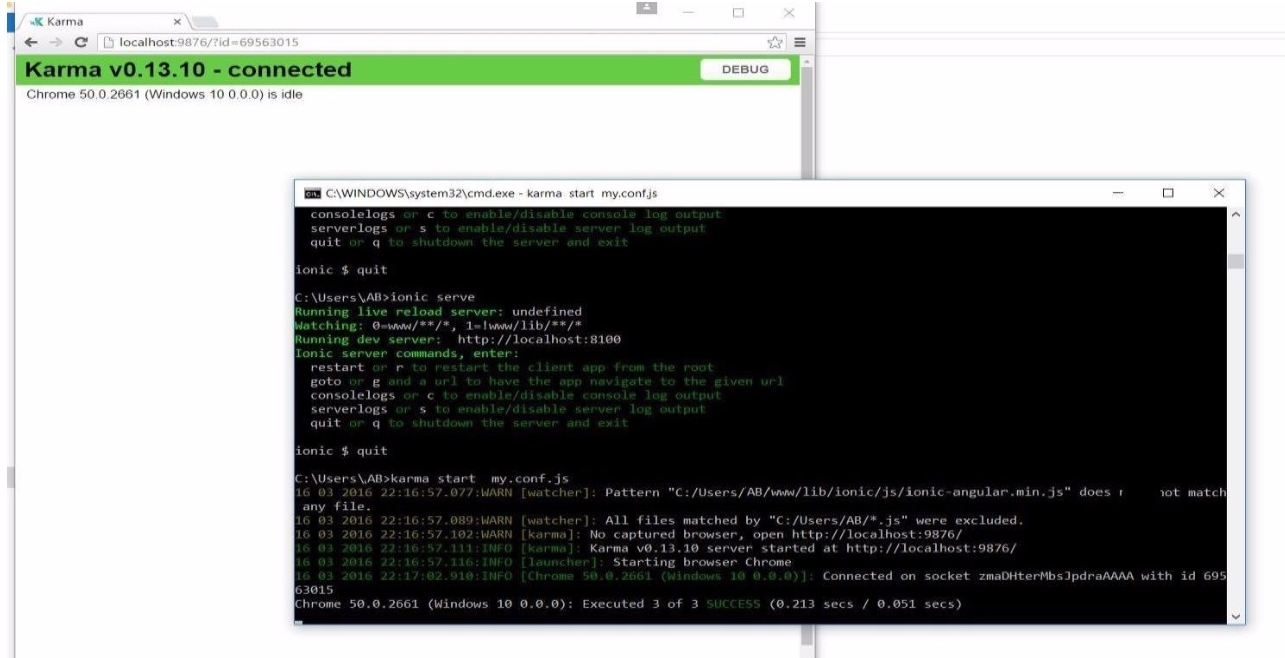 Karma
localhost:9876/?id=69563015
Karma v0.13.10 - connected
DEBUG
Chrome 50.0.2661 (Windows 10 0.0.0) is idle
C:\WINDOWS\system32\cmd.exe - karma  start  my.conf.js
consolelogs or c to enable/disable console log output
serverlogs or s to enable/disable server log output
quit or q to shutdown the server and exit
ionic $ quit
C:\Users\AB>ionic serve
Running live reload server: undefined
Watching: 0=www/**/*, 1=!www/lib/**/*
Running dev server:  http://localhost:8100
Ionic server commands, enter:
restart or r to restart the client app from the root
goto or g and a url to have the app navigate to the given url
consolelogs or c to enable/disable console log output
serverlogs or s to enable/disable server log output
quit or q to shutdown the server and exit
ionic $ quit
C:\Users\AB>karma start  my.conf.js
16 03 2016 22:16:57.077:WARN [watcher]: Pattern "C:/Users/AB/www/lib/ionic/js/ionic-angular.min.js" does not match
any file.
16 03 2016 22:16:57.089:WARN [watcher]: All files matched by "C:/Users/AB/*.js" were excluded.
16 03 2016 22:16:57.102:WARN [karma]: No captured browser, open http://localhost:9876/
16 03 2016 22:16:57.111:INFO [karma]: Karma v0.13.10 server started at http://localhost:9876/
16 03 2016 22:16:57.116:INFO [launcher]: Starting browser Chrome
16 03 2016 22:17:02.910:INFO [Chrome 50.0.2661 (Windows 10 0.0.0)]: Connected on socket zmaDHterMbsJpdraAAAA with id 695
63015
Chrome 50.0.2661 (Windows 10 0.0.0): Executed 3 of 3 SUCCESS (0.213 secs / 0.051 secs)